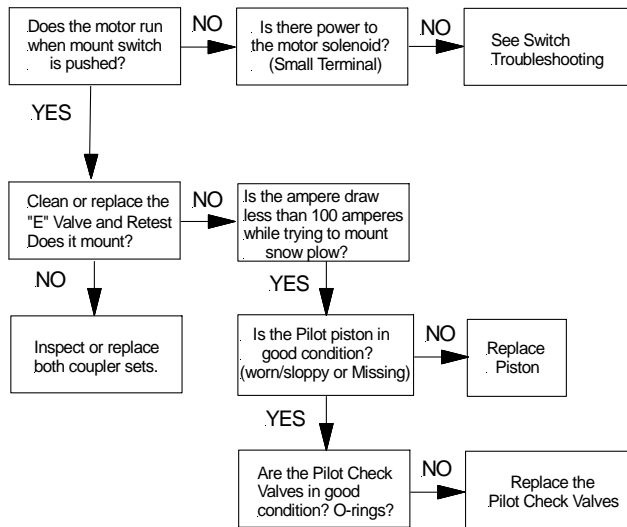 Does the motor run
when mount switch
is pushed?
NO
Is there power to
the motor solenoid?
(Small Terminal)
NO
See Switch
Troubleshooting
YES
Clean or replace the
"E" Valve and Retest
Does it mount?
NO
Is the ampere draw
less than 100 amperes
while trying to mount
snow plow?
NO
YES
Inspect or replace
both coupler sets.
Is the Pilot piston in
good condition?
(worn/sloppy or Missing)
NO
Replace
Piston
YES
Are the Pilot Check
Valves in good
condition? O-rings?
NO
Replace the
Pilot Check Valves